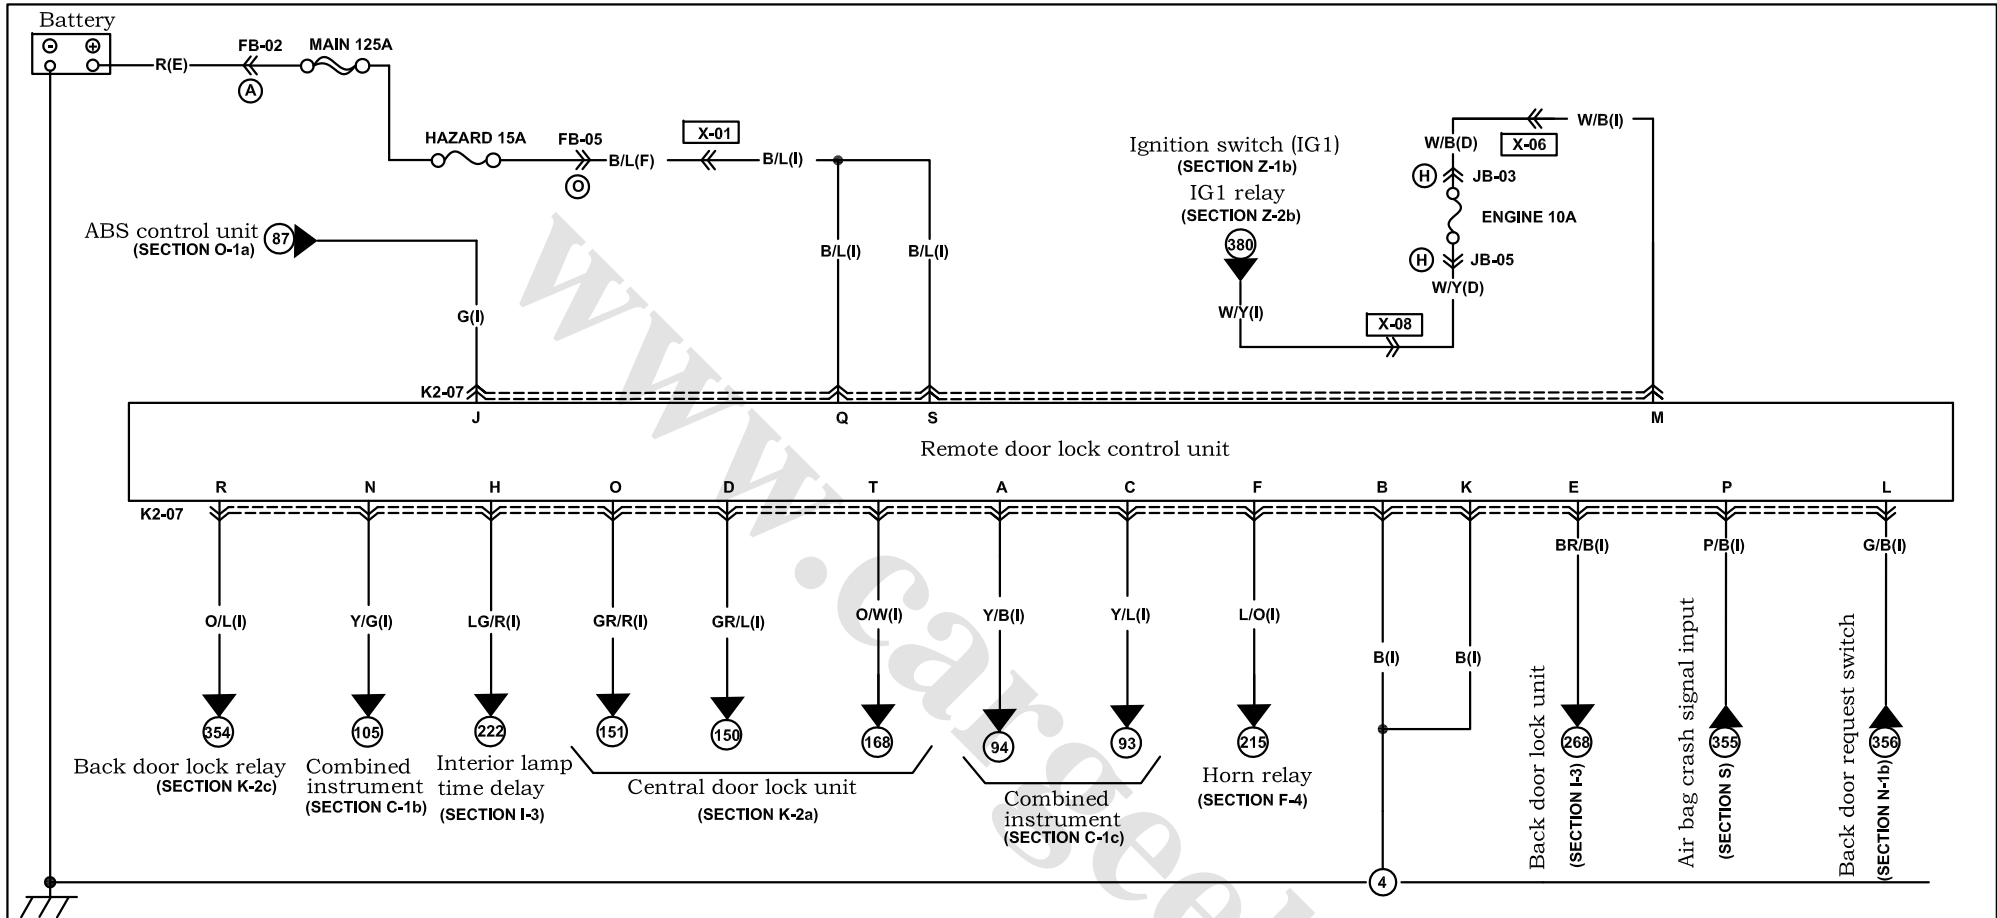 Battery
- +
R(E)
FB-02
A
MAIN 125A
HAZARD 15A
FB-05
O
B/L(F)
X-01
B/L(I)
B/L(I)
B/L(I)
ABS control unit
(SECTION O-1a)
87
G(I)
Ignition switch (IG1)
(SECTION Z-1b)
IG1 relay
(SECTION Z-2b)
380
W/Y(I)
X-08
W/B(D)
X-06
W/B(I)
H
JB-03
ENGINE 10A
H
JB-05
W/Y(D)
K2-07
J Q S M
Remote door lock control unit
R N H O D T A C F B K E P L
K2-07
O/L(I)
Y/G(I)
LG/R(I)
GR/R(I)
GR/L(I)
O/W(I)
Y/B(I)
Y/L(I)
L/O(I)
B(I)
B(I)
BR/B(I)
P/B(I)
G/B(I)
354
Back door lock relay
(SECTION K-2c)
105
Combined
instrument
(SECTION C-1b)
222
Interior lamp
time delay
(SECTION I-3)
151
150
168
Central door lock unit
(SECTION K-2a)
94
93
Combined
instrument
(SECTION C-1c)
215
Horn relay
(SECTION F-4)
Back door lock unit
268
(SECTION I-3)
Air bag crash signal input
355
(SECTION S)
Back door request switch
356
(SECTION N-1b)
4
www.cargeek